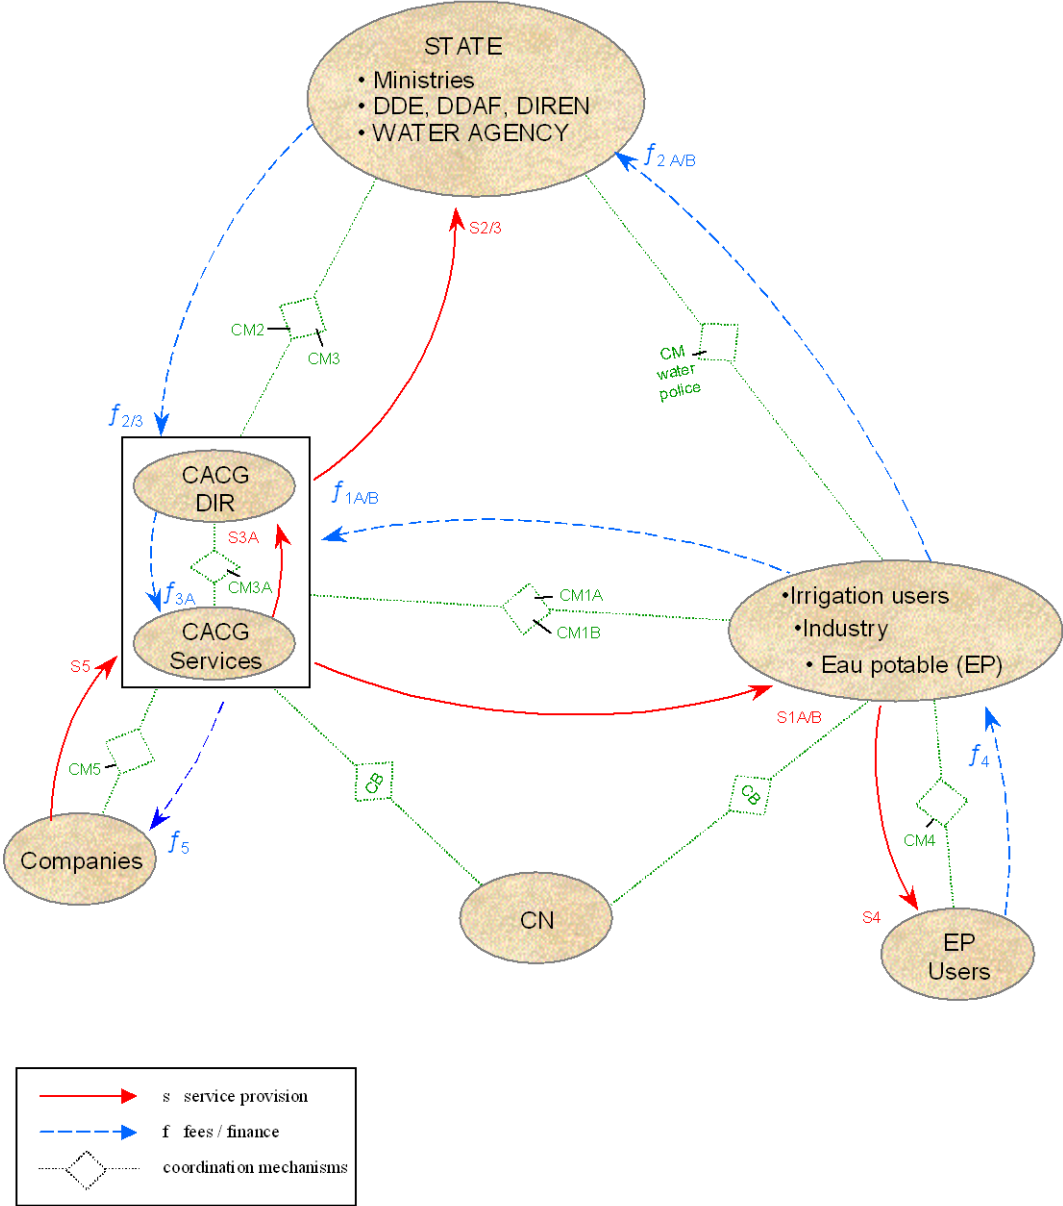 STATE
• Ministries
• DDE, DDAF, DIREN
• WATER AGENCY
f2 A/B
S2/3
CM2
CM3
CM
water
police
f2/3
CACG
DIR
f1A/B
S3A
CM3A
f3A
CM1A
CM1B
•Irrigation users
•Industry
• Eau potable (EP)
CACG
Services
S5
S1A/B
CM5
f5
CB
CB
f4
CM4
Companies
CN
S4
EP
Users
s service provision
f fees / finance
coordination mechanisms